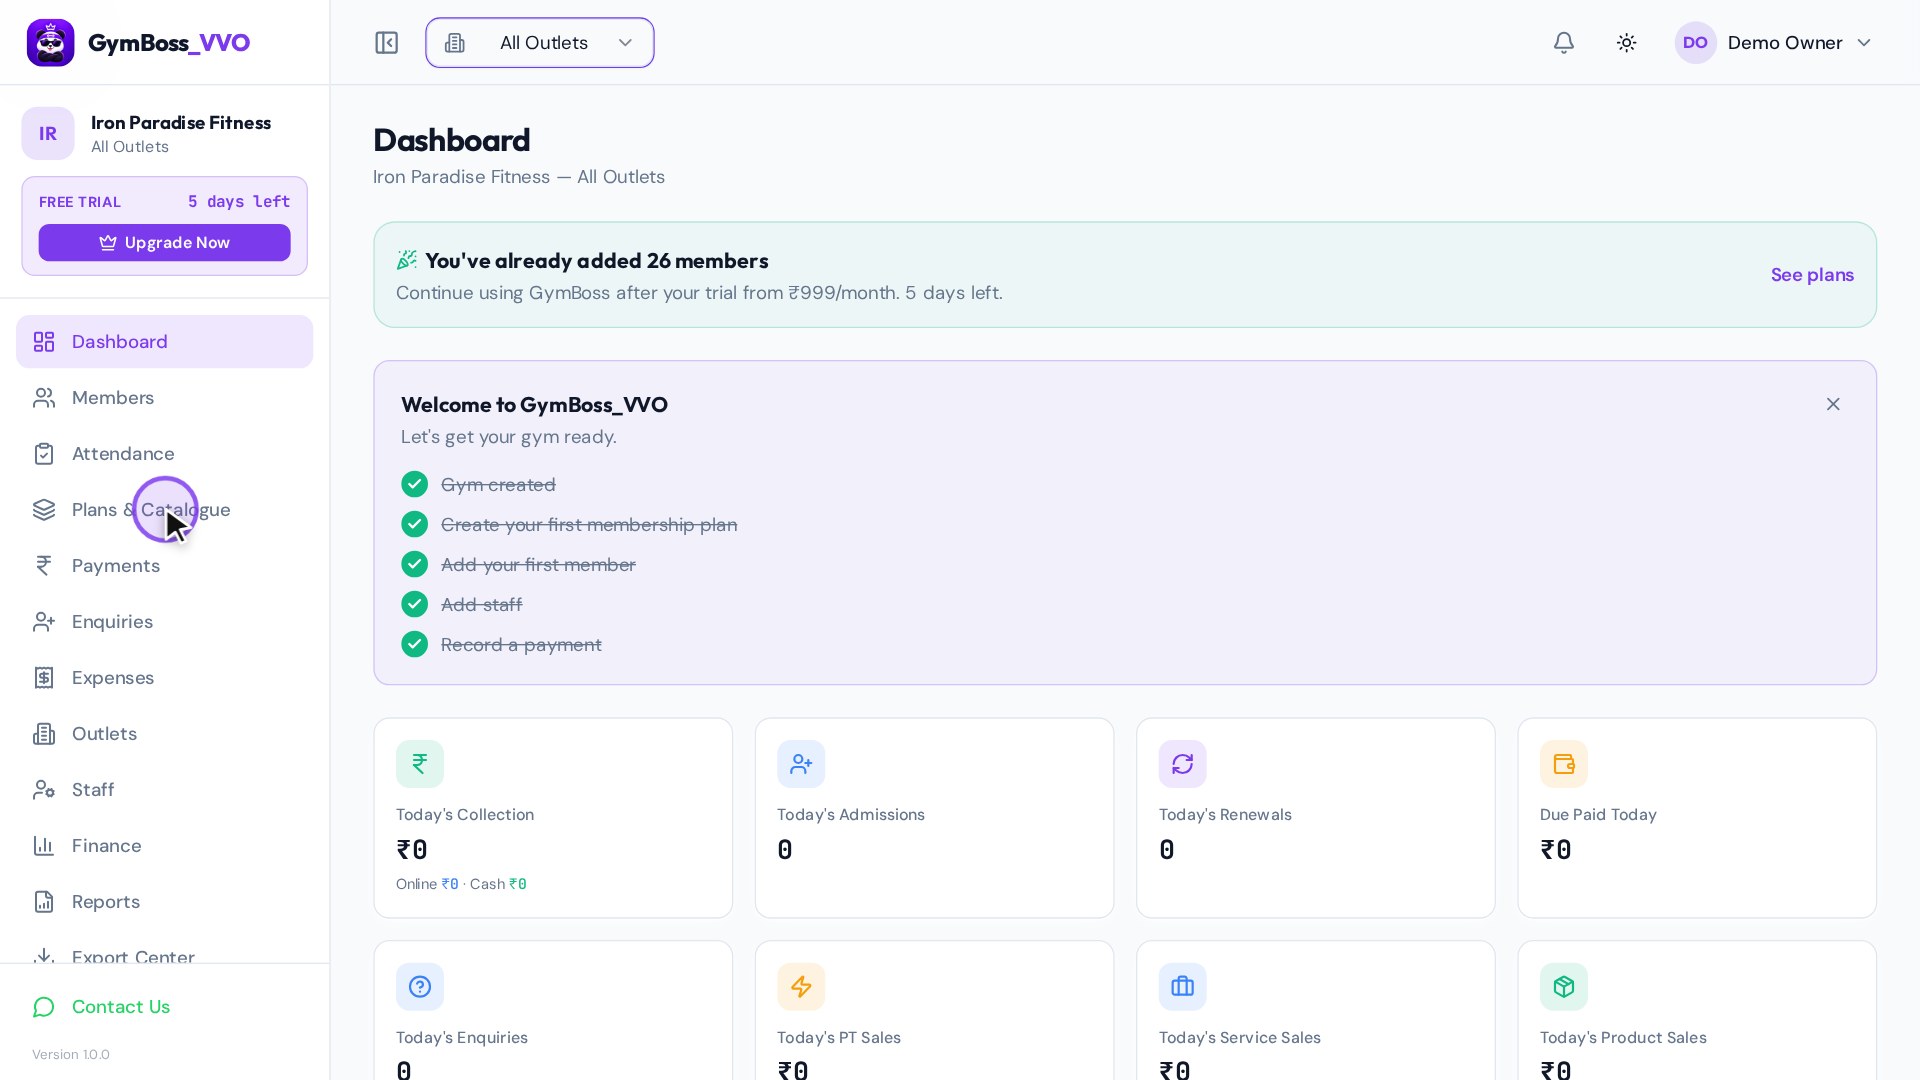 GymBoss_VVO
All Outlets
DO
Demo Owner
IR
Iron Paradise Fitness
All Outlets
FREE TRIAL
5 days left
Upgrade Now
Dashboard
Members
Attendance
Plans & Catalogue
Payments
Enquiries
Expenses
Outlets
Staff
Finance
Reports
Export Center
Contact Us
Version 1.0.0
Dashboard
Iron Paradise Fitness — All Outlets
You've already added 26 members
Continue using GymBoss after your trial from ₹999/month. 5 days left.
See plans
Welcome to GymBoss_VVO
Let's get your gym ready.
Gym created
Create your first membership plan
Add your first member
Add staff
Record a payment
Today's Collection
₹0
Online ₹0 · Cash ₹0
Today's Admissions
0
Today's Renewals
0
Due Paid Today
₹0
Today's Enquiries
0
Today's PT Sales
₹0
Today's Service Sales
₹0
Today's Product Sales
₹0